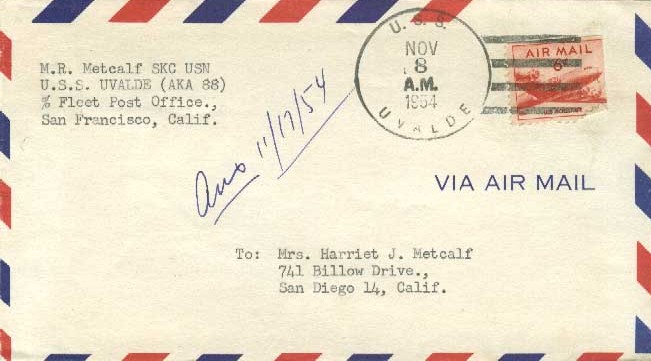 M.R. Metcalf SKC USN
U.S.S. UVALDE (AKA 88)
% Fleet Post Office.,
San Francisco, Calif.
U.S.S.
NOV
8
A.M.
1954
UVALDE
AIR MAIL
6¢
Ans 11/17/54
VIA AIR MAIL
To: Mrs. Harriet J. Metcalf
741 Billow Drive.,
San Diego 14, Calif.